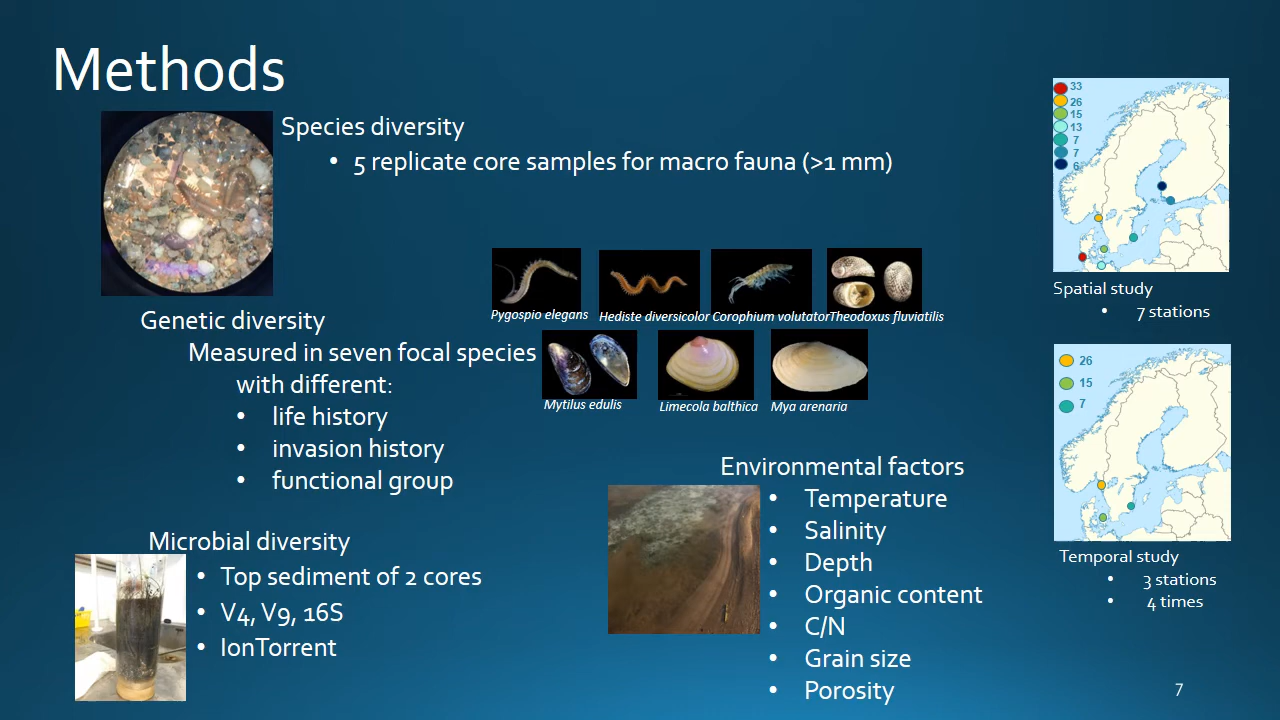 Methods
Species diversity
• 5 replicate core samples for macro fauna (>1 mm)
Pygospio elegans
Hediste diversicolor
Corophium volutator
Theodoxus fluviatilis
Genetic diversity
Measured in seven focal species
with different:
• life history
• invasion history
• functional group
Mytilus edulis
Limecola balthica
Mya arenaria
Microbial diversity
• Top sediment of 2 cores
• V4, V9, 16S
• IonTorrent
Environmental factors
• Temperature
• Salinity
• Depth
• Organic content
• C/N
• Grain size
• Porosity
33
26
15
13
7
7
6
Spatial study
• 7 stations
26
15
7
Temporal study
• 3 stations
• 4 times
7